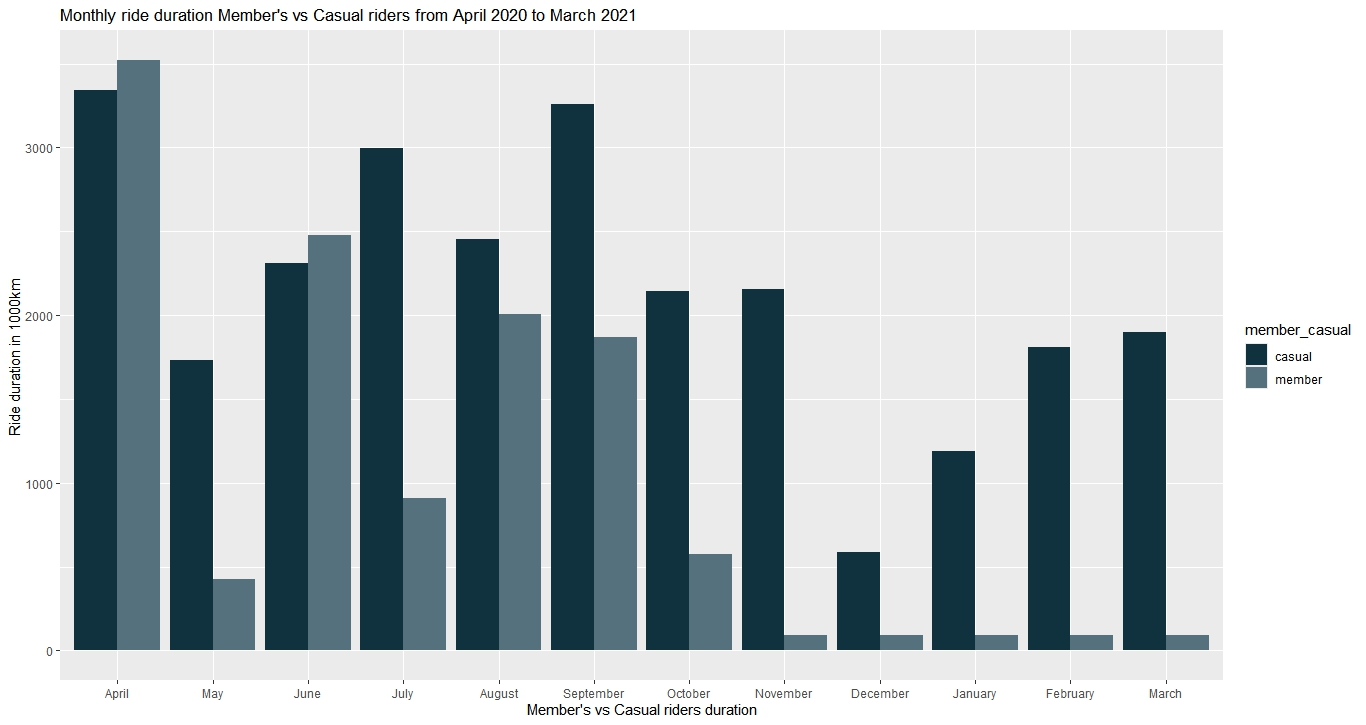 Monthly ride duration Member's vs Casual riders from April 2020 to March 2021
Ride duration in 1000km
3000
2000
1000
0
April May June July August September October November December January February March
Member's vs Casual riders duration
member_casual
casual
member